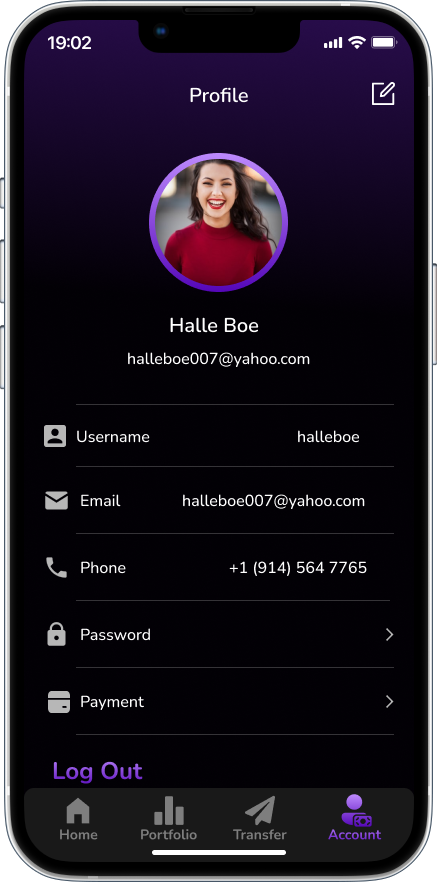 19:02
Profile
Halle Boe
halleboe007@yahoo.com
Username halleboe
Email halleboe007@yahoo.com
Phone +1 (914) 564 7765
Password
Payment
Log Out
Home Portfolio Transfer Account